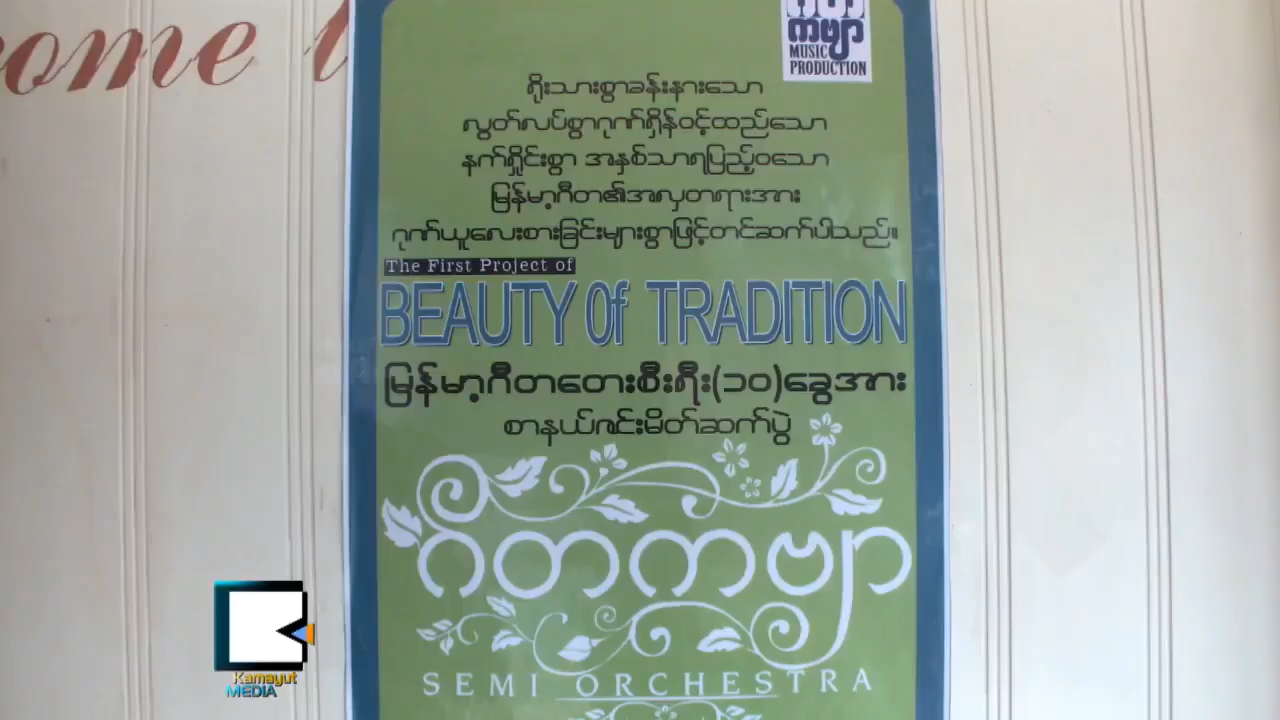 ome t
ဂီတ
ကဗျာ
MUSIC
PRODUCTION
ရိုးသားစွာခန်းနားသော
လွတ်လပ်စွာဂုဏ်ရှိန်ဝင့်ထည်သော
နက်ရှိုင်းစွာ အနှစ်သာရပြည့်ဝသော
မြန်မာ့ဂီတ၏အလှတရားအား
ဂုဏ်ယူလေးစားခြင်းများစွာဖြင့်တင်ဆက်ပါသည်။
The First Project of
BEAUTY Of TRADITION
မြန်မာ့ဂီတတေးစီးရီး(၁၀)ခွေအား
စာနယ်ဇင်းမိတ်ဆက်ပွဲ
ဂီတကဗျာ
SEMI ORCHESTRA
Kamayut
MEDIA